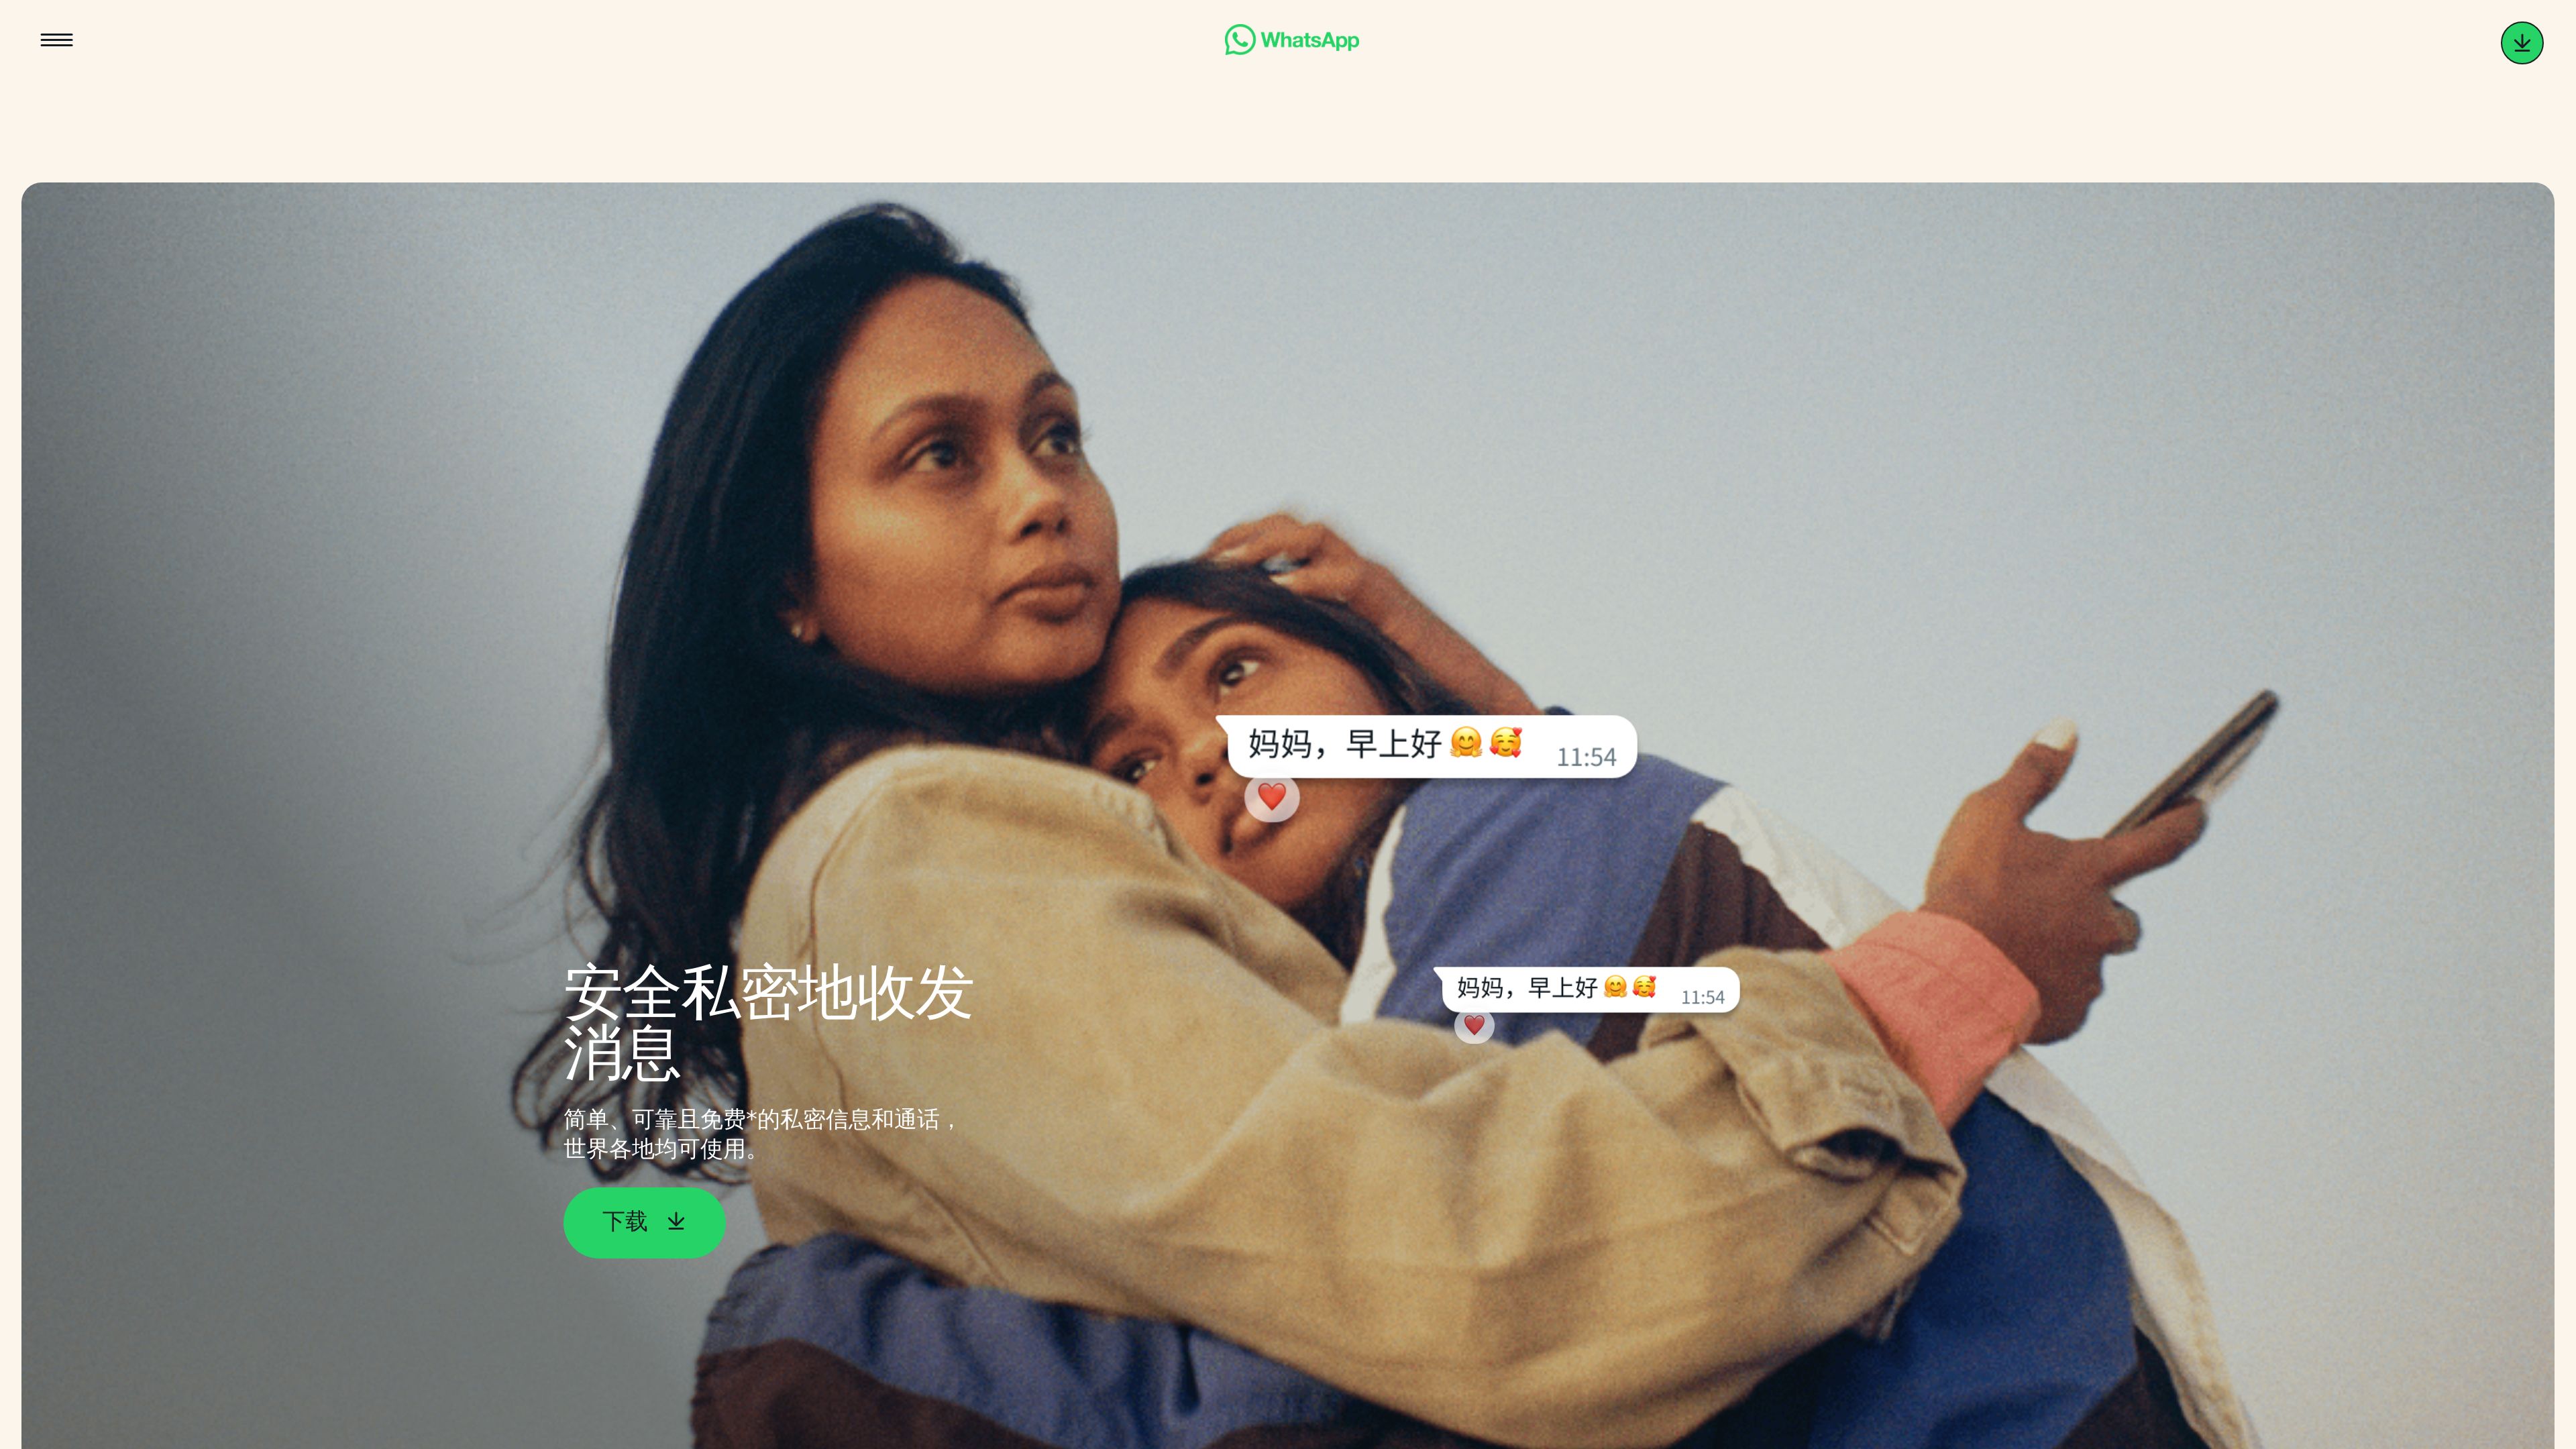 WhatsApp
妈妈，早上好 🤗 🥰 11:54
❤️
安全私密地收发
消息
妈妈，早上好 🤗 🥰 11:54
❤️
简单、可靠且免费*的私密信息和通话，
世界各地均可使用。
下载